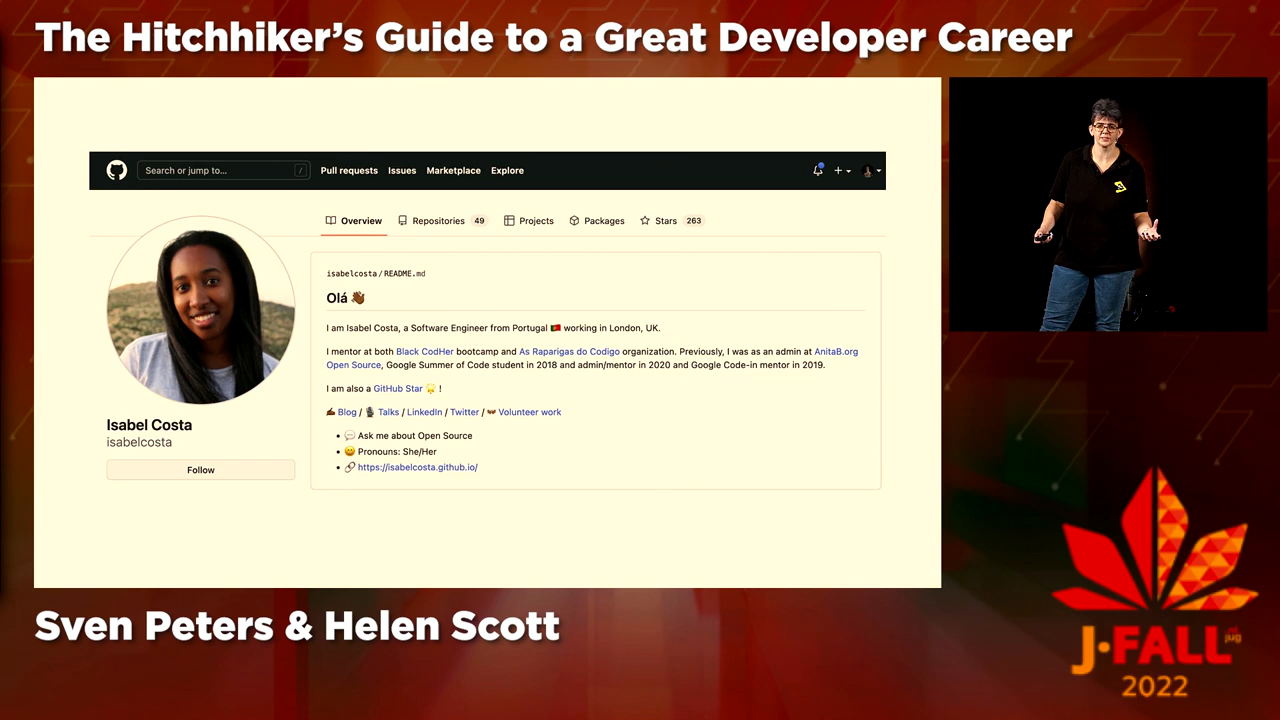 The Hitchhiker's Guide to a Great Developer Career
Search or jump to... /
Pull requests Issues Marketplace Explore
Overview Repositories 49 Projects Packages Stars 263
isabelcosta/README.md
Olá 👋🏾
I am Isabel Costa, a Software Engineer from Portugal 🇵🇹 working in London, UK.
I mentor at both Black CodHer bootcamp and As Raparigas do Codigo organization. Previously, I was as an admin at AnitaB.org
Open Source, Google Summer of Code student in 2018 and admin/mentor in 2020 and Google Code-in mentor in 2019.
I am also a GitHub Star 🌟 !
Blog / Talks / LinkedIn / Twitter / Volunteer work
Ask me about Open Source
Pronouns: She/Her
https://isabelcosta.github.io/
Isabel Costa
isabelcosta
Follow
Sven Peters & Helen Scott
J•FALL
jug
2022